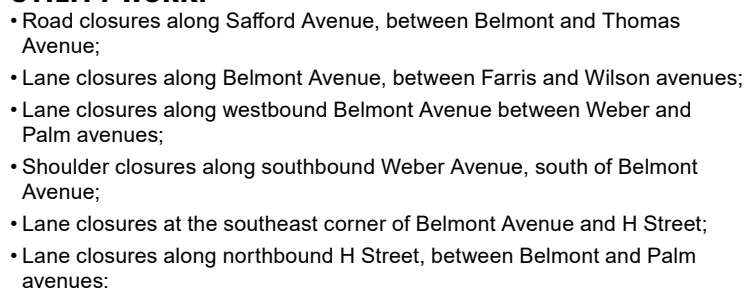 UTILITY WORK:
• Road closures along Safford Avenue, between Belmont and Thomas
Avenue;
• Lane closures along Belmont Avenue, between Farris and Wilson avenues;
• Lane closures along westbound Belmont Avenue between Weber and
Palm avenues;
• Shoulder closures along southbound Weber Avenue, south of Belmont
Avenue;
• Lane closures at the southeast corner of Belmont Avenue and H Street;
• Lane closures along northbound H Street, between Belmont and Palm
avenues;